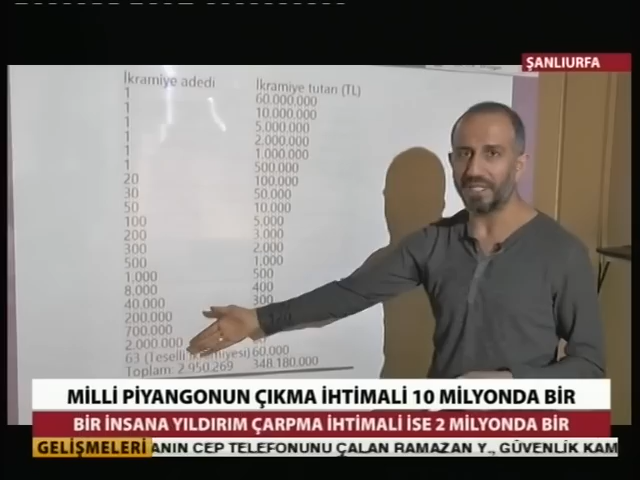 ŞANLIURFA
İkramiye adedi İkramiye tutarı (TL)
1 60.000.000
1 10.000.000
1 5.000.000
1 2.000.000
1 1.000.000
1 500.000
20 100.000
30 50.000
50 10.000
100 5.000
200 3.000
300 2.000
500 1.000
1.000 500
8.000 400
40.000 300
200.000
700.000
2.000.000
63 (Teselli 60.000
Toplam: 2.950.269 348.180.000
MİLLİ PİYANGONUN ÇIKMA İHTİMALİ 10 MİLYONDA BİR
BİR İNSANA YILDIRIM ÇARPMA İHTİMALİ İSE 2 MİLYONDA BİR
GELİŞMELERİ ANIN CEP TELEFONUNU ÇALAN RAMAZAN Y., GÜVENLİK KAM